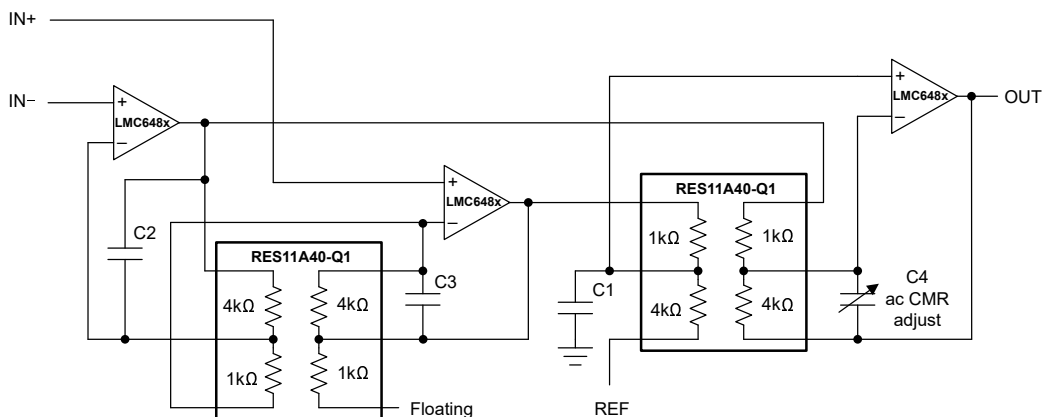 IN+
IN−
+
LMC648x
−
+
LMC648x
−
+
LMC648x
−
OUT
C2
RES11A40-Q1
4kΩ
4kΩ
1kΩ
1kΩ
C3
Floating
RES11A40-Q1
1kΩ
1kΩ
4kΩ
4kΩ
C1
REF
C4
ac CMR
adjust